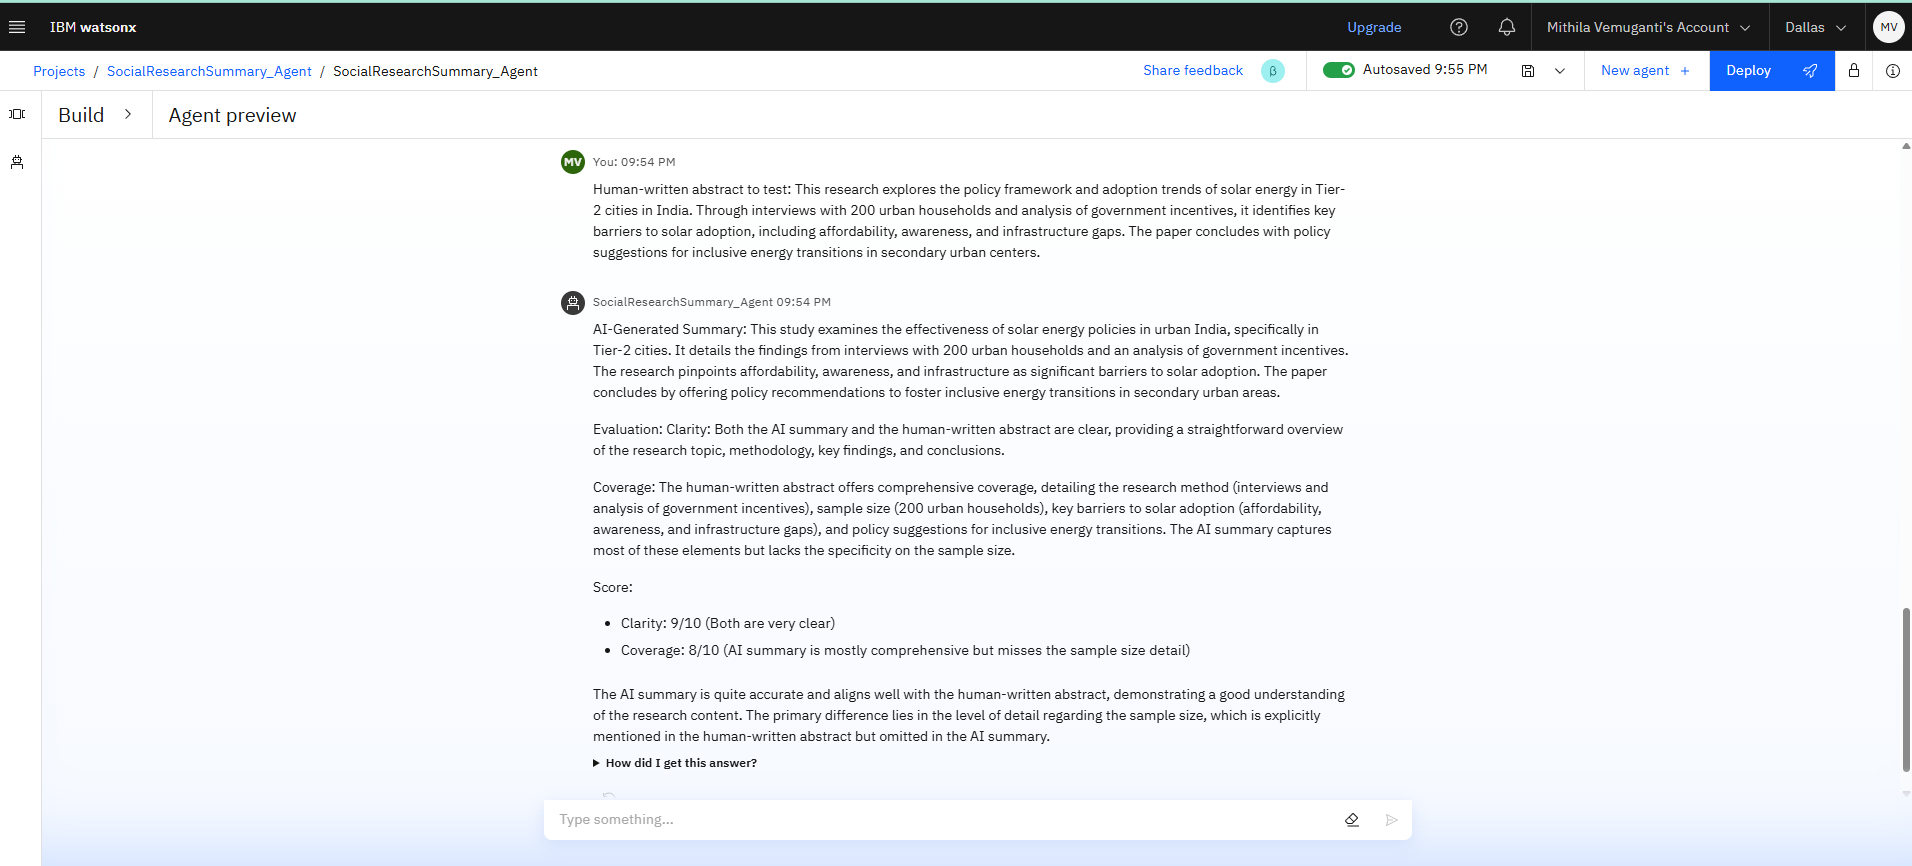 IBM watsonx
Upgrade
Mithila Vemuganti's Account
Dallas
MV
Projects / SocialResearchSummary_Agent / SocialResearchSummary_Agent
Share feedback
β
Autosaved 9:55 PM
New agent +
Deploy
Build
Agent preview
MV
You: 09:54 PM
Human-written abstract to test: This research explores the policy framework and adoption trends of solar energy in Tier-
2 cities in India. Through interviews with 200 urban households and analysis of government incentives, it identifies key
barriers to solar adoption, including affordability, awareness, and infrastructure gaps. The paper concludes with policy
suggestions for inclusive energy transitions in secondary urban centers.
SocialResearchSummary_Agent 09:54 PM
AI-Generated Summary: This study examines the effectiveness of solar energy policies in urban India, specifically in
Tier-2 cities. It details the findings from interviews with 200 urban households and an analysis of government incentives.
The research pinpoints affordability, awareness, and infrastructure as significant barriers to solar adoption. The paper
concludes by offering policy recommendations to foster inclusive energy transitions in secondary urban areas.
Evaluation: Clarity: Both the AI summary and the human-written abstract are clear, providing a straightforward overview
of the research topic, methodology, key findings, and conclusions.
Coverage: The human-written abstract offers comprehensive coverage, detailing the research method (interviews and
analysis of government incentives), sample size (200 urban households), key barriers to solar adoption (affordability,
awareness, and infrastructure gaps), and policy suggestions for inclusive energy transitions. The AI summary captures
most of these elements but lacks the specificity on the sample size.
Score:
• Clarity: 9/10 (Both are very clear)
• Coverage: 8/10 (AI summary is mostly comprehensive but misses the sample size detail)
The AI summary is quite accurate and aligns well with the human-written abstract, demonstrating a good understanding
of the research content. The primary difference lies in the level of detail regarding the sample size, which is explicitly
mentioned in the human-written abstract but omitted in the AI summary.
How did I get this answer?
Type something...